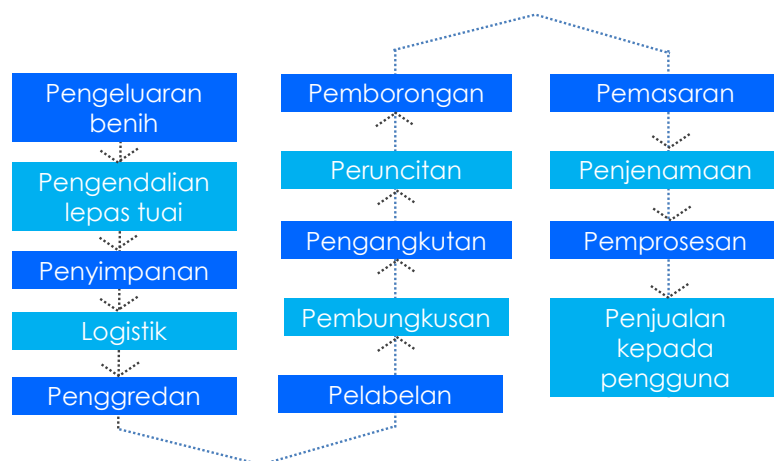 Pengeluaran
benih
Pengendalian
lepas tuai
Penyimpanan
Logistik
Penggredan
Pelabelan
Pembungkusan
Pengangkutan
Peruncitan
Pemborongan
Pemasaran
Penjenamaan
Pemprosesan
Penjualan
kepada
pengguna